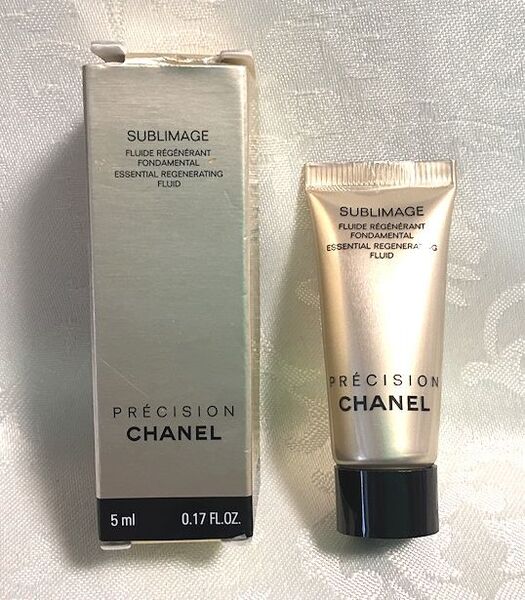 SUBLIMAGE
FLUIDE RÉGÉNÉRANT
FONDAMENTAL
ESSENTIAL REGENERATING
FLUID
PRÉCISION
CHANEL
5 ml 0.17 FL.OZ.
SUBLIMAGE
FLUIDE RÉGÉNÉRANT
FONDAMENTAL
ESSENTIAL REGENERATING
FLUID
PRÉCISION
CHANEL